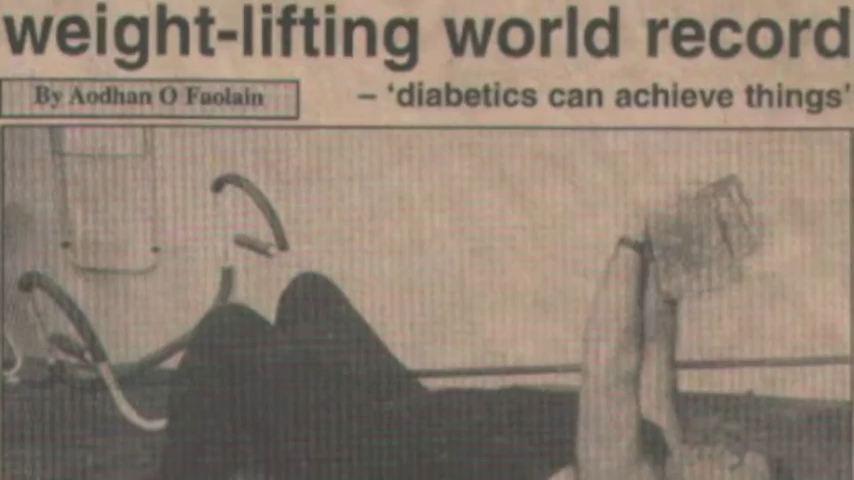 weight-lifting world record
By Aodhan O Faolain
– ‘diabetics can achieve things’